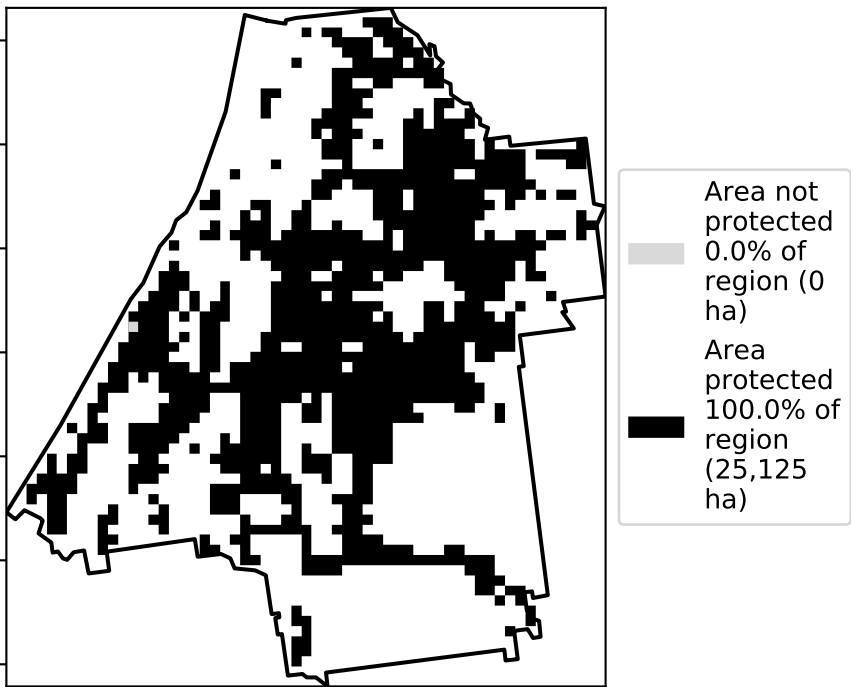 Area not
protected
0.0% of
region (0
ha)
Area
protected
100.0% of
region
(25,125
ha)